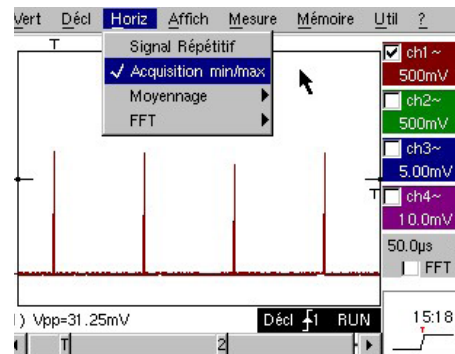 Vert Décl Horiz Affich Mesure Mémoire Util ?
T
Signal Répétitif
Acquisition min/max
Moyennage
FFT
ch1~
500mV
ch2~
500mV
ch3~
5.00mV
T
ch4~
10.0mV
50.0µs
FFT
) Vpp=31.25mV
Décl 1 RUN
15:18
T 2